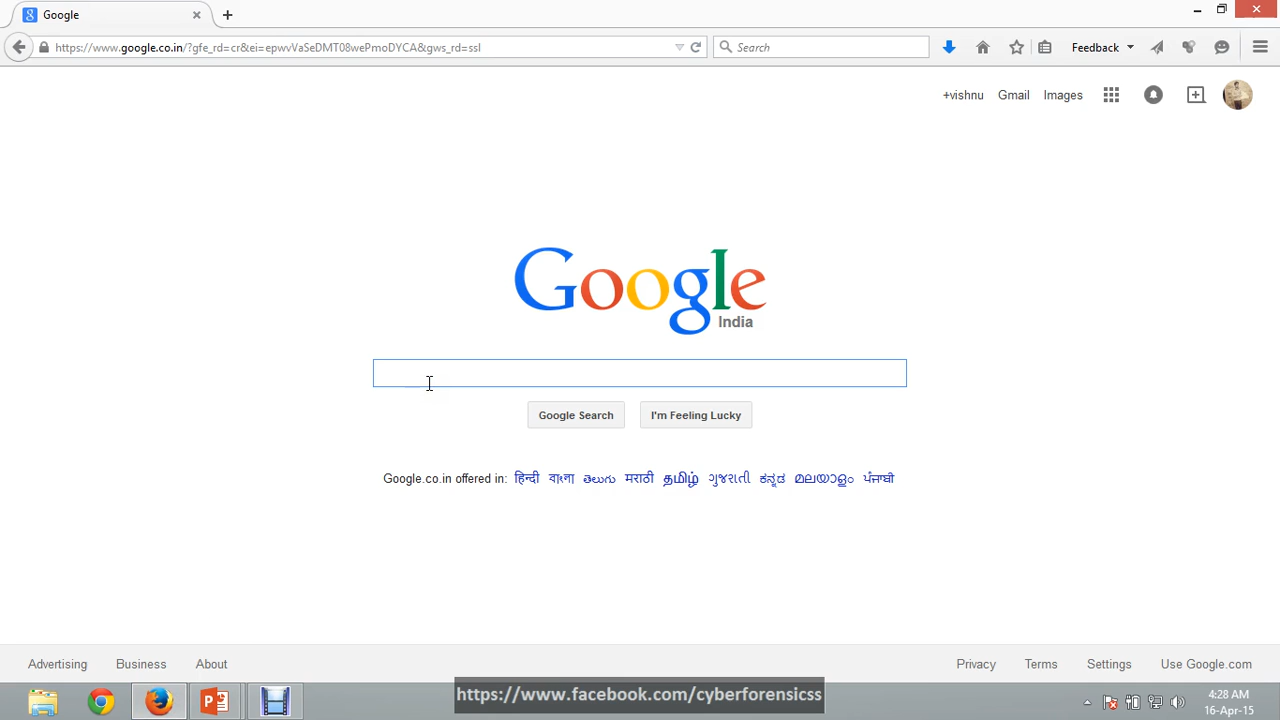 Google
https://www.google.co.in/?gfe_rd=cr&ei=epwvVaSeDMT08wePmoDYCA&gws_rd=ssl
Search
Feedback
+vishnu Gmail Images
Google
India
Google Search I'm Feeling Lucky
Google.co.in offered in: हिन्दी বাংলা తెలుగు मराठी தமிழ் ગુજરાતી ಕನ್ನಡ മലയാളം ਪੰਜਾਬੀ
Advertising Business About Privacy Terms Settings Use Google.com
https://www.facebook.com/cyberforensicss
4:28 AM
16-Apr-15